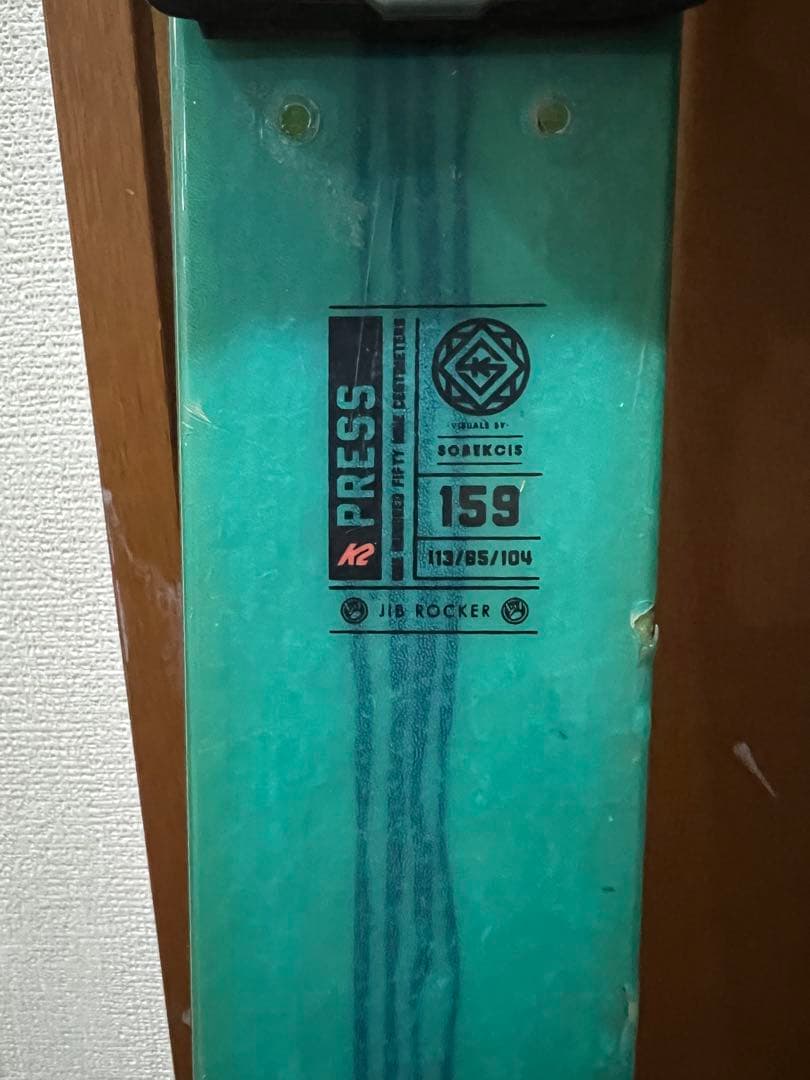 K2 PRESS
ONE HUNDRED FIFTY NINE CENTIMETERS
VISUALS BY
SOBEKCIS
159
113/85/104
JIB ROCKER